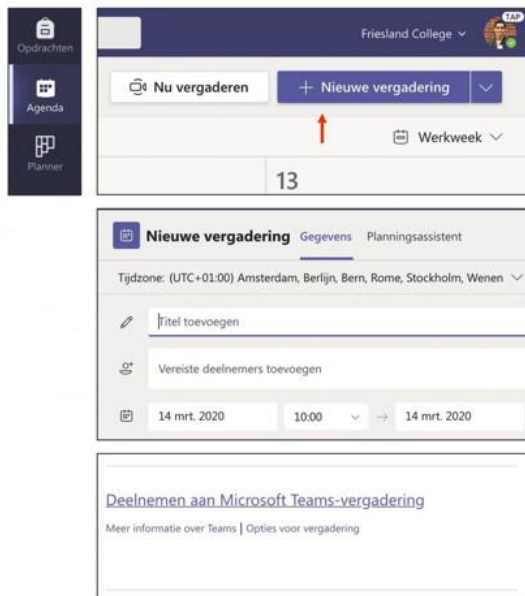 Opdrachten
Agenda
Planner
Friesland College
TAP
Nu vergaderen
+ Nieuwe vergadering
Werkweek
13
Nieuwe vergadering Gegevens Planningsassistent
Tijdzone: (UTC+01:00) Amsterdam, Berlijn, Bern, Rome, Stockholm, Wenen
Titel toevoegen
Vereiste deelnemers toevoegen
14 mrt. 2020 10:00 → 14 mrt. 2020
Deelnemen aan Microsoft Teams-vergadering
Meer informatie over Teams | Opties voor vergadering